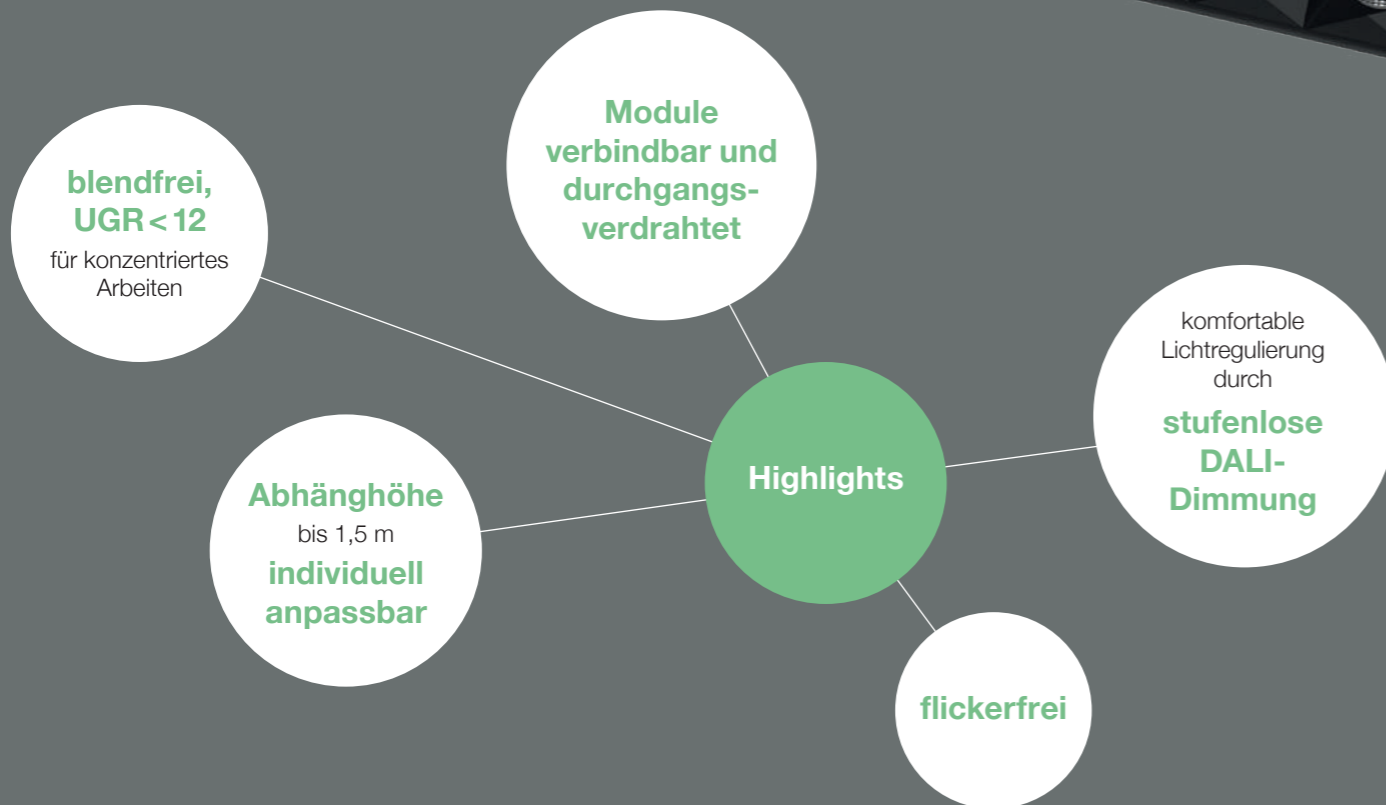 Module
verbindbar und
durchgangs-
verdrahtet
blendfrei,
UGR < 12
für konzentriertes
Arbeiten
komfortable
Lichtregulierung
durch
stufenlose
DALI-
Dimmung
Highlights
Abhänghöhe
bis 1,5 m
individuell
anpassbar
flickerfrei